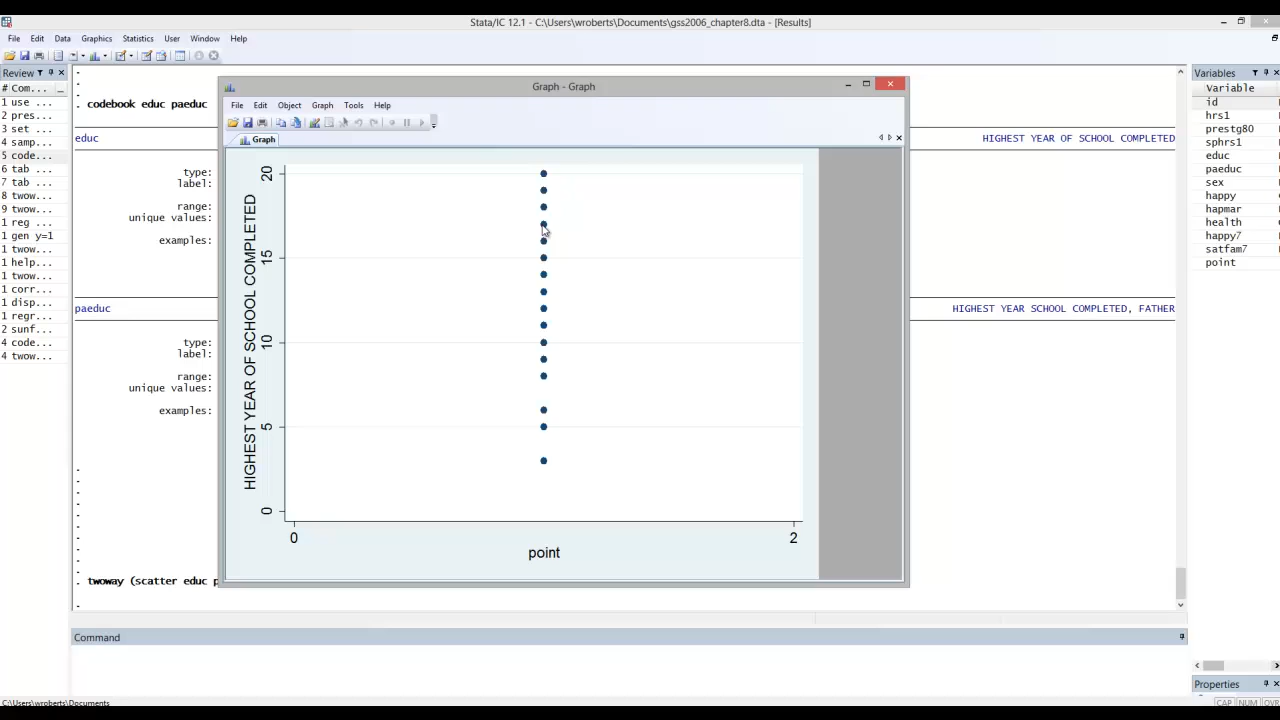 Stata/IC 12.1 - C:\Users\wroberts\Documents\gss2006_chapter8.dta - [Results]
File Edit Data Graphics Statistics User Window Help
Review
# Com...
1 use ...
2 pres...
3 set ...
4 samp...
5 code...
6 tab ...
7 tab ...
8 twow...
9 twow...
1 reg ...
1 gen y=1
1 twow...
1 help...
1 twow...
1 corr...
1 disp...
1 regr...
2 sunf...
4 code...
4 twow...
. codebook educ paeduc
educ HIGHEST YEAR OF SCHOOL COMPLETED
type:
label:
range:
unique values:
examples:
paeduc HIGHEST YEAR SCHOOL COMPLETED, FATHER
type:
label:
range:
unique values:
examples:
. twoway (scatter educ p
Graph - Graph
File Edit Object Graph Tools Help
Graph
HIGHEST YEAR OF SCHOOL COMPLETED
20
15
10
5
0
0 2
point
Variables
Variable
id
hrs1
prestg80
sphrs1
educ
paeduc
sex
happy
hapmar
health
happy7
satfam7
point
Command
Properties
C:\Users\wroberts\Documents
CAP NUM OVR